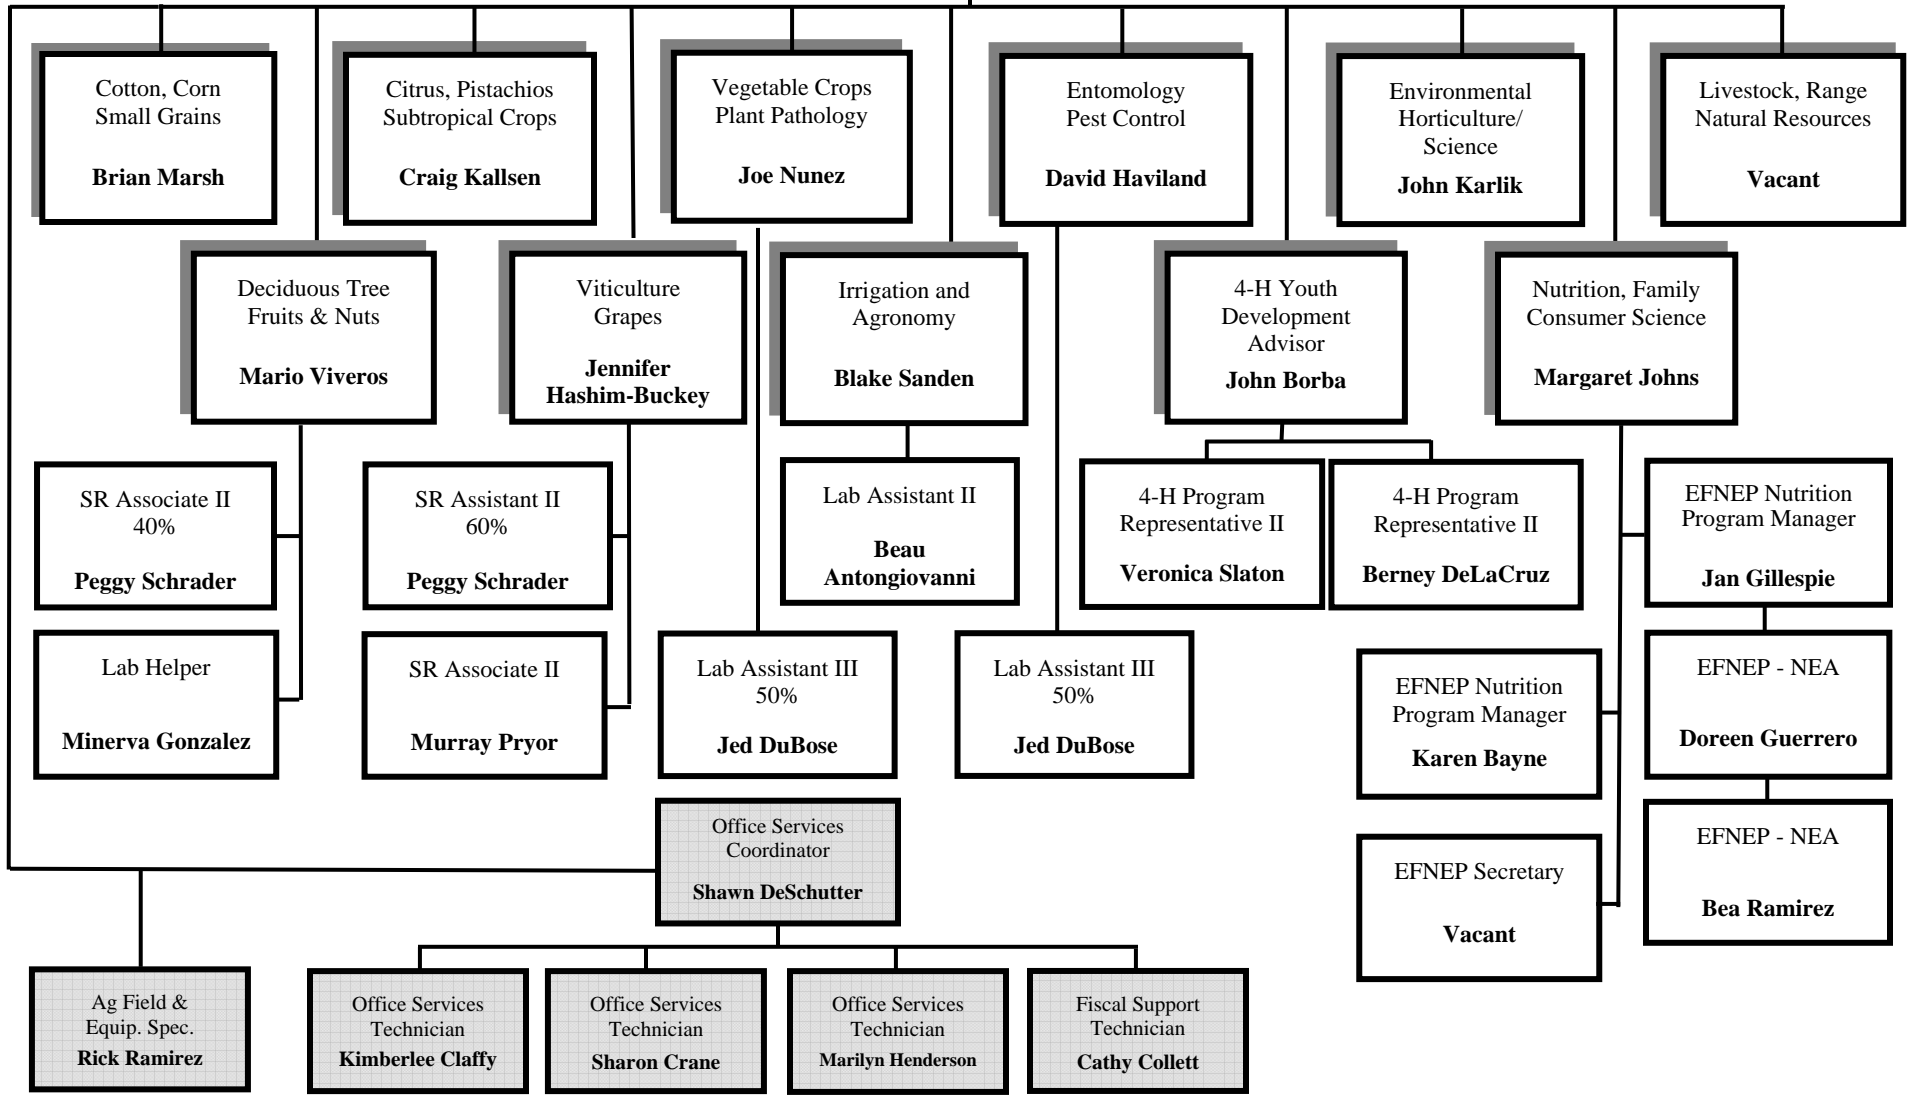 Cotton, Corn
Small Grains
Brian Marsh
Citrus, Pistachios
Subtropical Crops
Craig Kallsen
Vegetable Crops
Plant Pathology
Joe Nunez
Entomology
Pest Control
David Haviland
Environmental
Horticulture/
Science
John Karlik
Livestock, Range
Natural Resources
Vacant
Deciduous Tree
Fruits & Nuts
Mario Viveros
Viticulture
Grapes
Jennifer
Hashim-Buckey
Irrigation and
Agronomy
Blake Sanden
4-H Youth
Development
Advisor
John Borba
Nutrition, Family
Consumer Science
Margaret Johns
SR Associate II
40%
Peggy Schrader
SR Assistant II
60%
Peggy Schrader
Lab Assistant II
Beau
Antongiovanni
4-H Program
Representative II
Veronica Slaton
4-H Program
Representative II
Berney DeLaCruz
EFNEP Nutrition
Program Manager
Jan Gillespie
Lab Helper
Minerva Gonzalez
SR Associate II
Murray Pryor
Lab Assistant III
50%
Jed DuBose
Lab Assistant III
50%
Jed DuBose
EFNEP Nutrition
Program Manager
Karen Bayne
EFNEP - NEA
Doreen Guerrero
Office Services
Coordinator
Shawn DeSchutter
EFNEP Secretary
Vacant
EFNEP - NEA
Bea Ramirez
Ag Field &
Equip. Spec.
Rick Ramirez
Office Services
Technician
Kimberlee Claffy
Office Services
Technician
Sharon Crane
Office Services
Technician
Marilyn Henderson
Fiscal Support
Technician
Cathy Collett